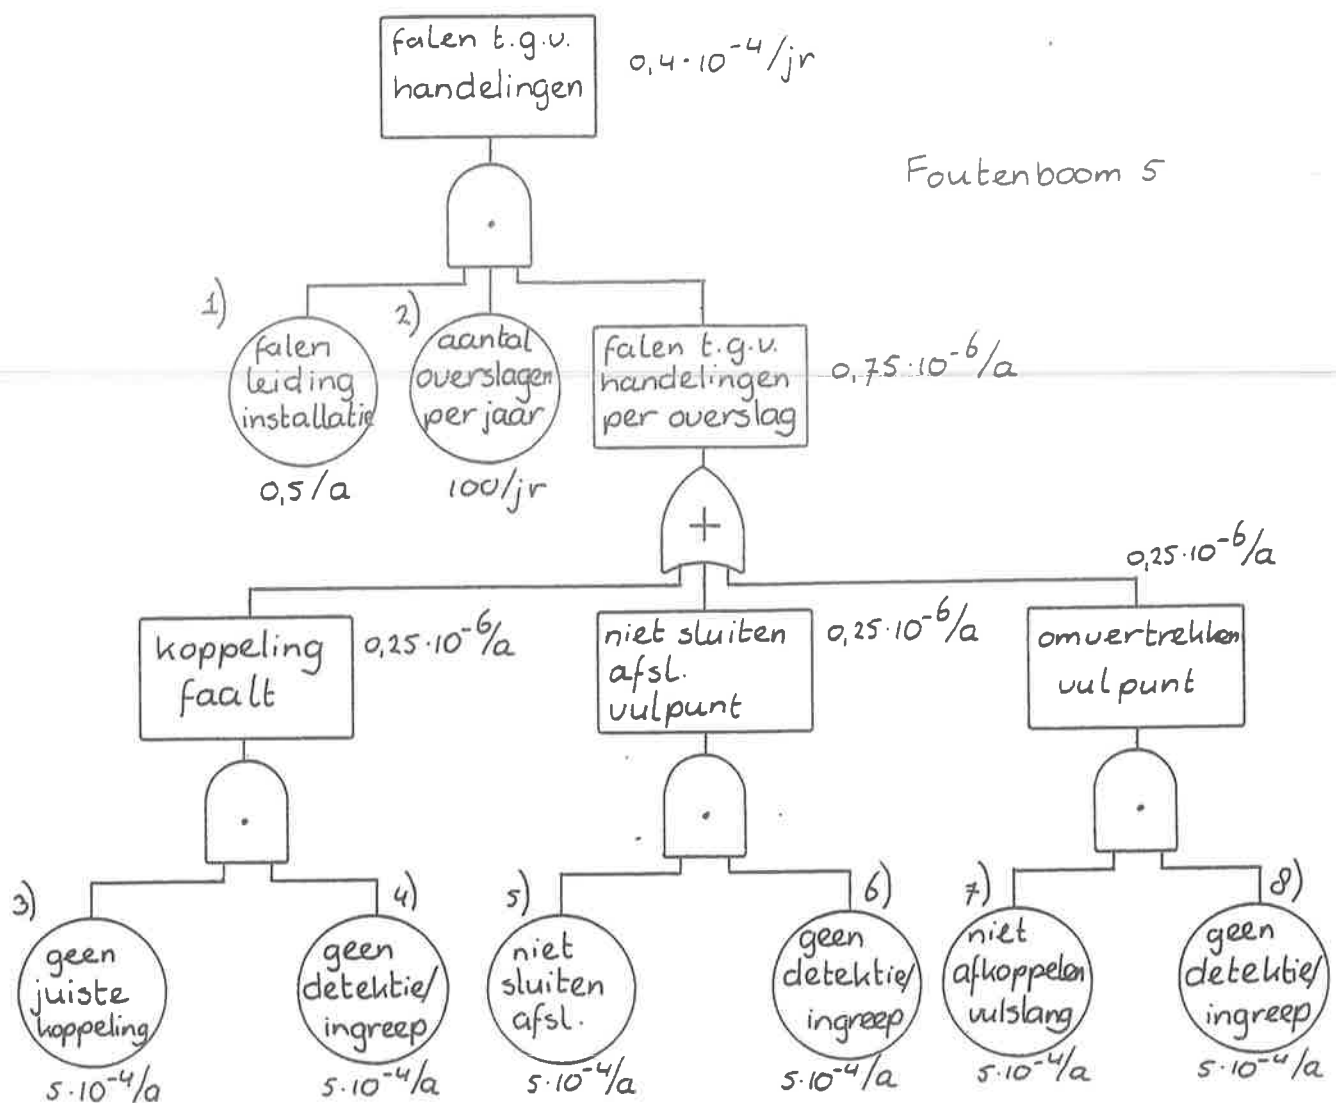 falen t.g.v.
handelingen
0,4·10⁻⁴/jr
Foutenboom 5
1)
falen
leiding
installatie
0,5/a
2)
aantal
overslagen
per jaar
100/jr
falen t.g.v.
handelingen
per overslag
0,75·10⁻⁶/a
+
koppeling
faalt
0,25·10⁻⁶/a
niet sluiten
afsl.
vulpunt
0,25·10⁻⁶/a
omvertrekken
vulpunt
0,25·10⁻⁶/a
3)
geen
juiste
koppeling
5·10⁻⁴/a
4)
geen
detektie/
ingreep
5·10⁻⁴/a
5)
niet
sluiten
afsl.
5·10⁻⁴/a
6)
geen
detektie/
ingreep
5·10⁻⁴/a
7)
niet
afkoppelen
vulslang
5·10⁻⁴/a
8)
geen
detektie/
ingreep
5·10⁻⁴/a